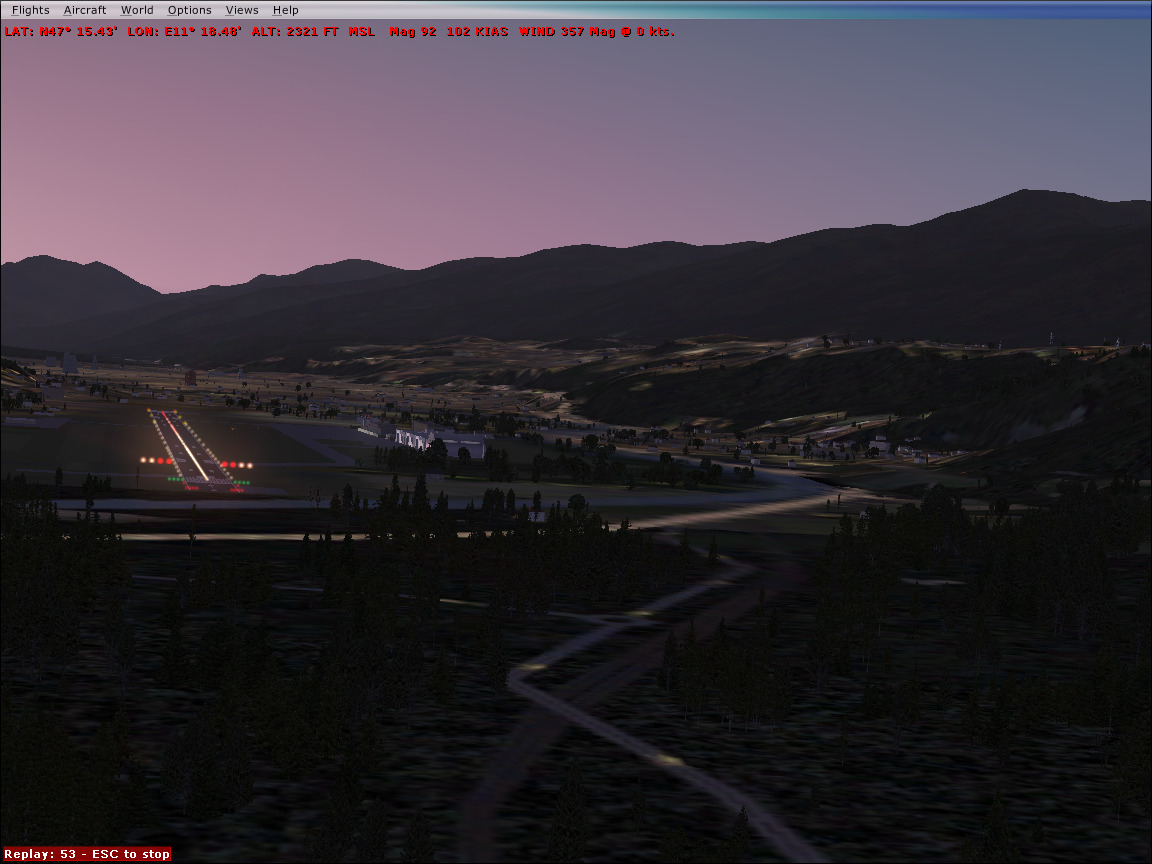 Flights Aircraft World Options Views Help
LAT: N47° 15.43' LON: E11° 18.48' ALT: 2321 FT MSL Mag 92 102 KIAS WIND 357 Mag @ 0 kts.
Replay: 53 - ESC to stop